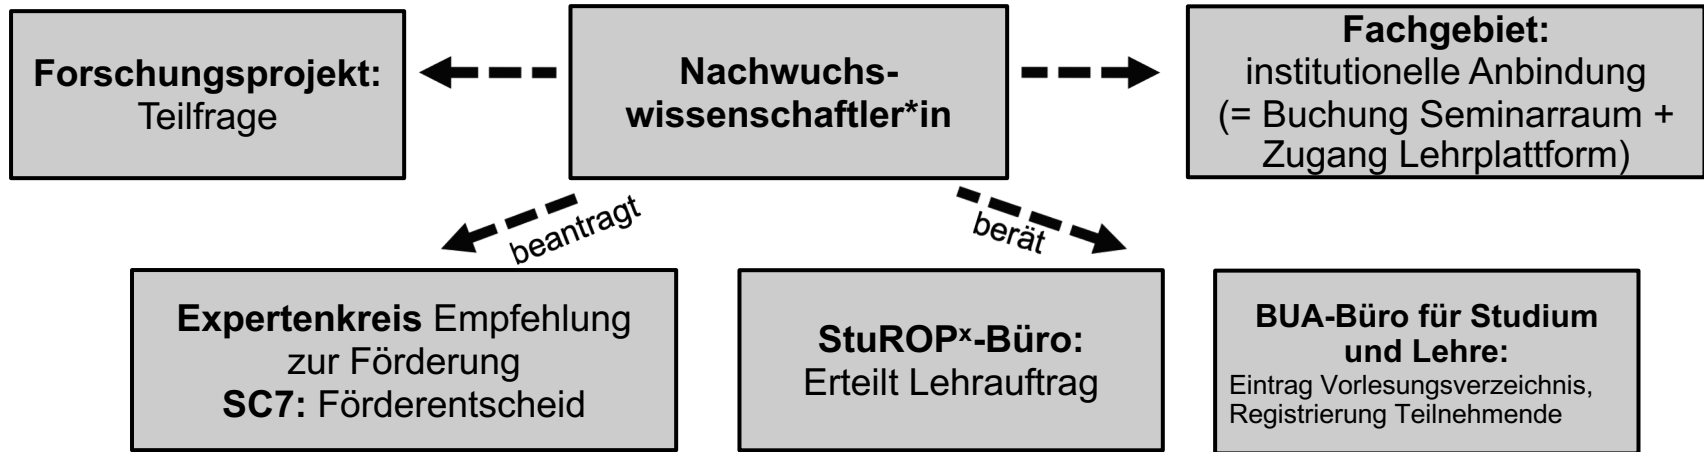 Forschungsprojekt:
Teilfrage
Nachwuchs-
wissenschaftler*in
Fachgebiet:
institutionelle Anbindung
(= Buchung Seminarraum +
Zugang Lehrplattform)
beantragt
berät
Expertenkreis Empfehlung
zur Förderung
SC7: Förderentscheid
StuROPˣ-Büro:
Erteilt Lehrauftrag
BUA-Büro für Studium
und Lehre:
Eintrag Vorlesungsverzeichnis,
Registrierung Teilnehmende